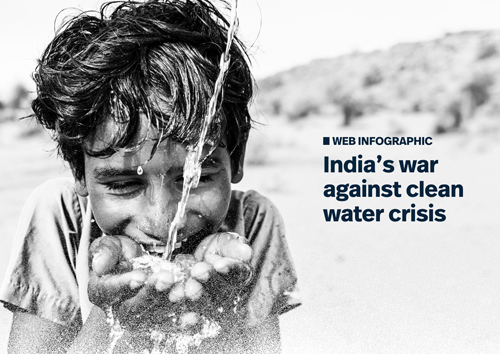 WEB INFOGRAPHIC
India's war
against clean
water crisis